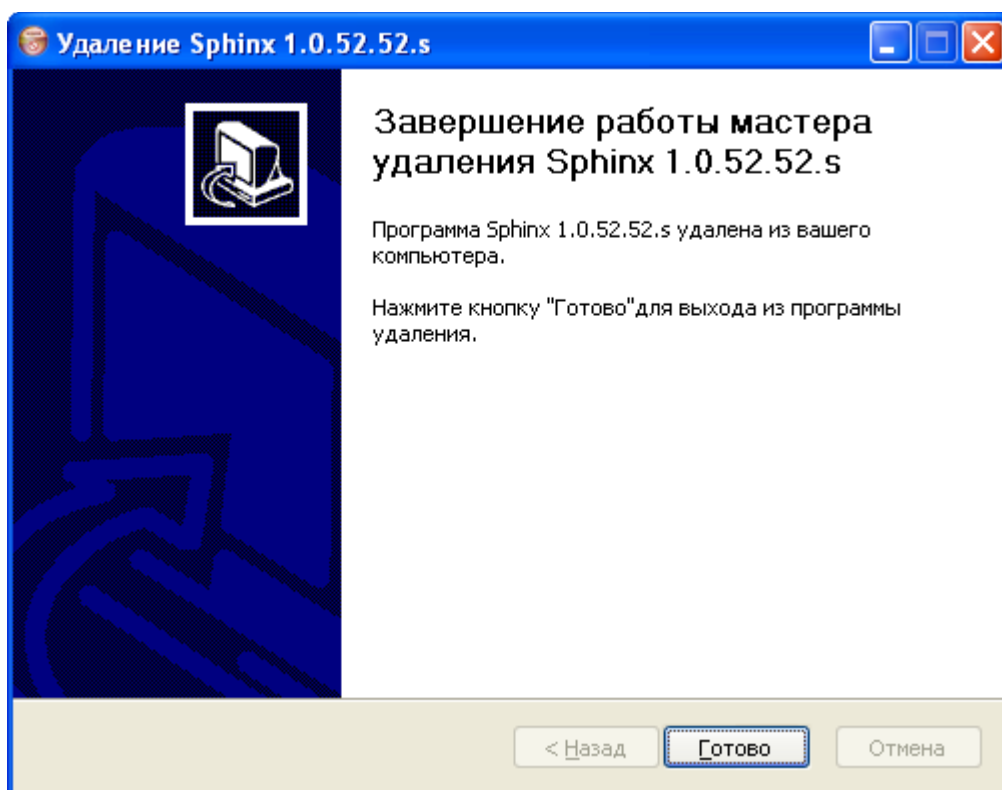 Удаление Sphinx 1.0.52.52.s
Завершение работы мастера
удаления Sphinx 1.0.52.52.s
Программа Sphinx 1.0.52.52.s удалена из вашего
компьютера.
Нажмите кнопку "Готово"для выхода из программы
удаления.
< Назад Готово Отмена